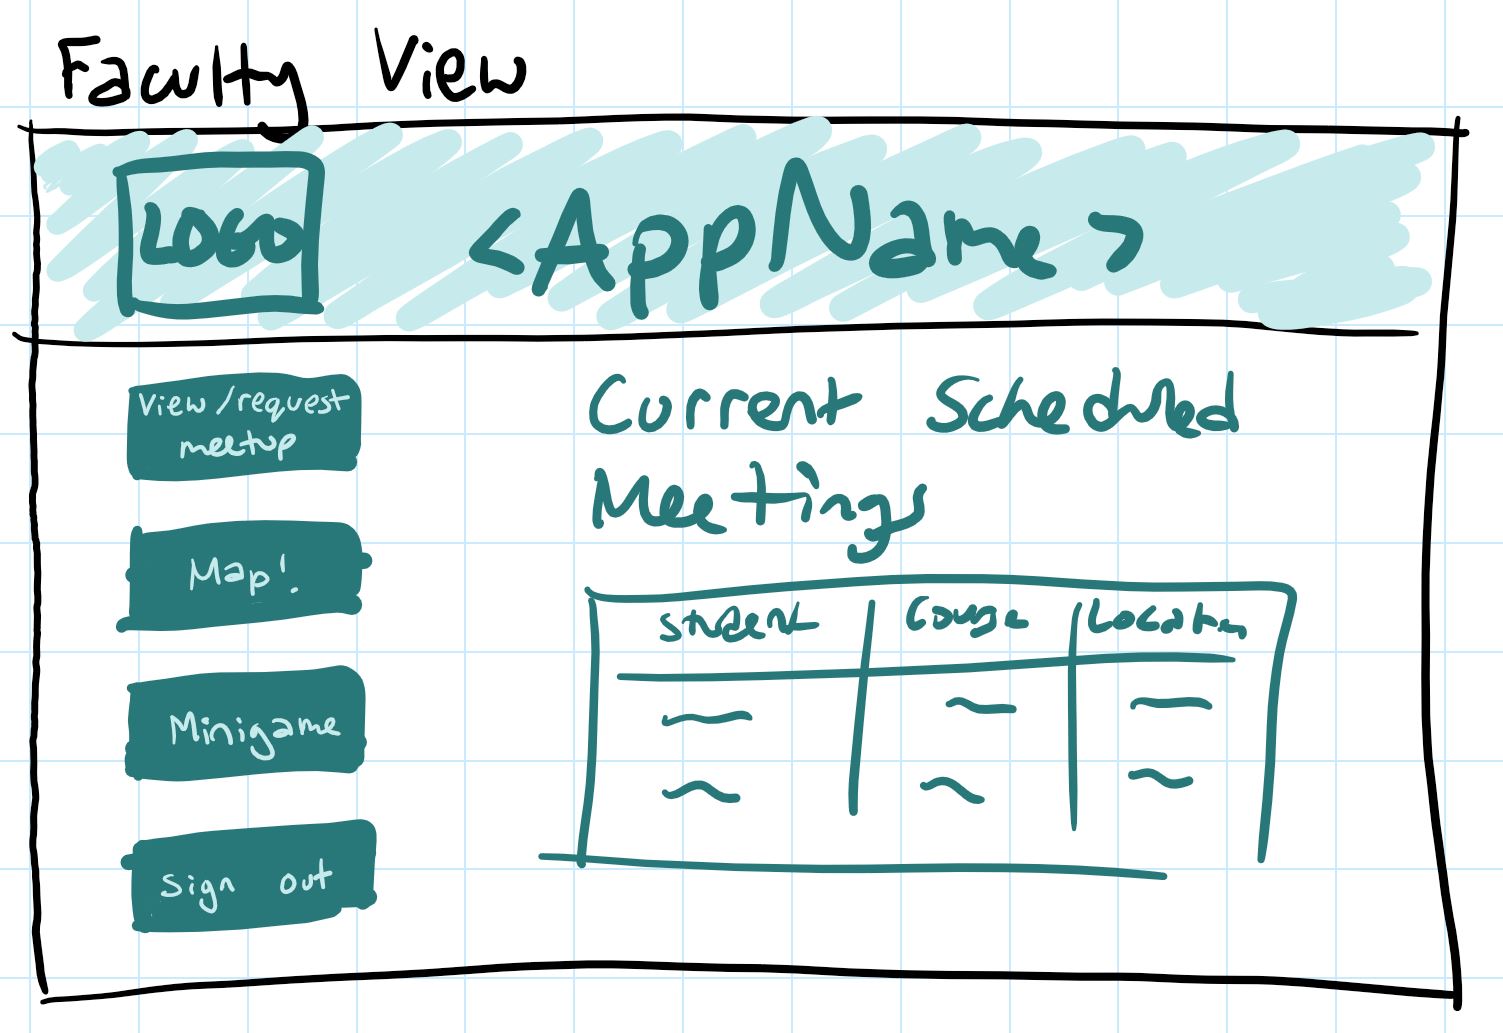 Faculty View
LOGO
<AppName>
View/request
meetup
Map!
Minigame
Sign out
Current Scheduled
Meetings
Student
Course
Location